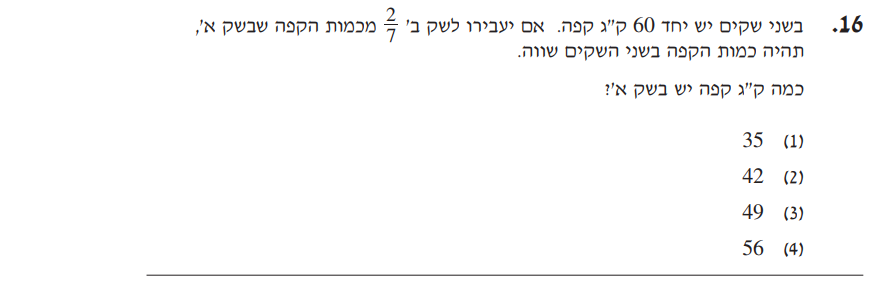 16. בשני שקים יש יחד 60 ק"ג קפה. אם יעבירו לשק ב' 2/7 מכמות הקפה שבשק א',
תהיה כמות הקפה בשני השקים שווה.
כמה ק"ג קפה יש בשק א'?
(1) 35
(2) 42
(3) 49
(4) 56